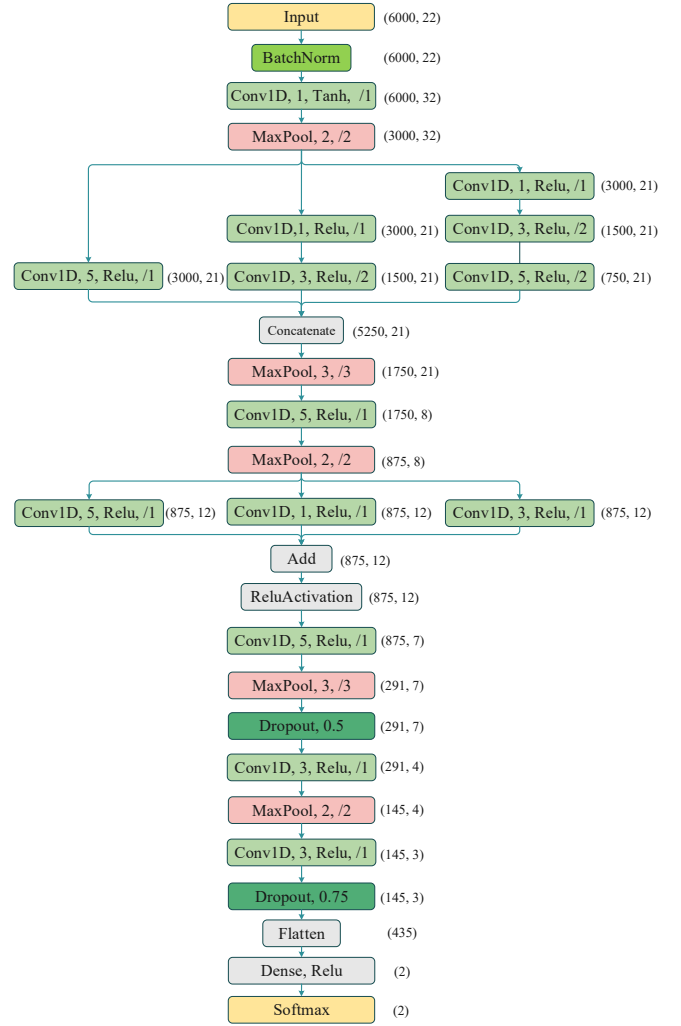 Input (6000, 22)
BatchNorm (6000, 22)
Conv1D, 1, Tanh, /1 (6000, 32)
MaxPool, 2, /2 (3000, 32)
Conv1D, 1, Relu, /1 (3000, 21)
Conv1D,1, Relu, /1 (3000, 21) Conv1D, 3, Relu, /2 (1500, 21)
Conv1D, 5, Relu, /1 (3000, 21) Conv1D, 3, Relu, /2 (1500, 21) Conv1D, 5, Relu, /2 (750, 21)
Concatenate (5250, 21)
MaxPool, 3, /3 (1750, 21)
Conv1D, 5, Relu, /1 (1750, 8)
MaxPool, 2, /2 (875, 8)
Conv1D, 5, Relu, /1 (875, 12) Conv1D, 1, Relu, /1 (875, 12) Conv1D, 3, Relu, /1 (875, 12)
Add (875, 12)
ReluActivation (875, 12)
Conv1D, 5, Relu, /1 (875, 7)
MaxPool, 3, /3 (291, 7)
Dropout, 0.5 (291, 7)
Conv1D, 3, Relu, /1 (291, 4)
MaxPool, 2, /2 (145, 4)
Conv1D, 3, Relu, /1 (145, 3)
Dropout, 0.75 (145, 3)
Flatten (435)
Dense, Relu (2)
Softmax (2)